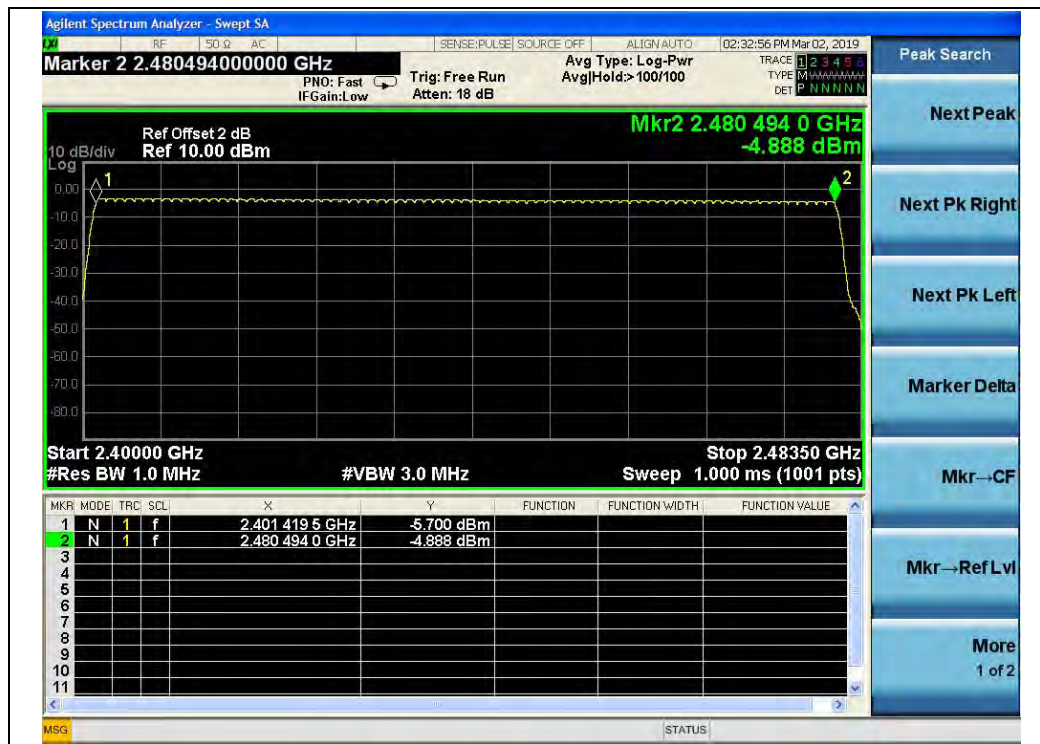 Agilent Spectrum Analyzer - Swept SA
LXI RF 50 Ω AC SENSE:PULSE SOURCE OFF ALIGN AUTO 02:32:56 PM Mar 02, 2019
Marker 2 2.480494000000 GHz
PNO: Fast
IFGain:Low
Trig: Free Run
Atten: 18 dB
Avg Type: Log-Pwr
Avg|Hold:>100/100
TRACE 1 2 3 4 5 6
TYPE M WWWWW
DET P N N N N N
Ref Offset 2 dB
10 dB/div Ref 10.00 dBm
Log
Mkr2 2.480 494 0 GHz
-4.888 dBm
1
2
0.00
-10.0
-20.0
-30.0
-40.0
-50.0
-60.0
-70.0
-80.0
Start 2.40000 GHz Stop 2.48350 GHz
#Res BW 1.0 MHz #VBW 3.0 MHz Sweep 1.000 ms (1001 pts)
MKR MODE TRC SCL X Y FUNCTION FUNCTION WIDTH FUNCTION VALUE
1 N 1 f 2.401 419 5 GHz -5.700 dBm
2 N 1 f 2.480 494 0 GHz -4.888 dBm
3
4
5
6
7
8
9
10
11
MSG STATUS
Peak Search
Next Peak
Next Pk Right
Next Pk Left
Marker Delta
Mkr→CF
Mkr→Ref Lvl
More
1 of 2